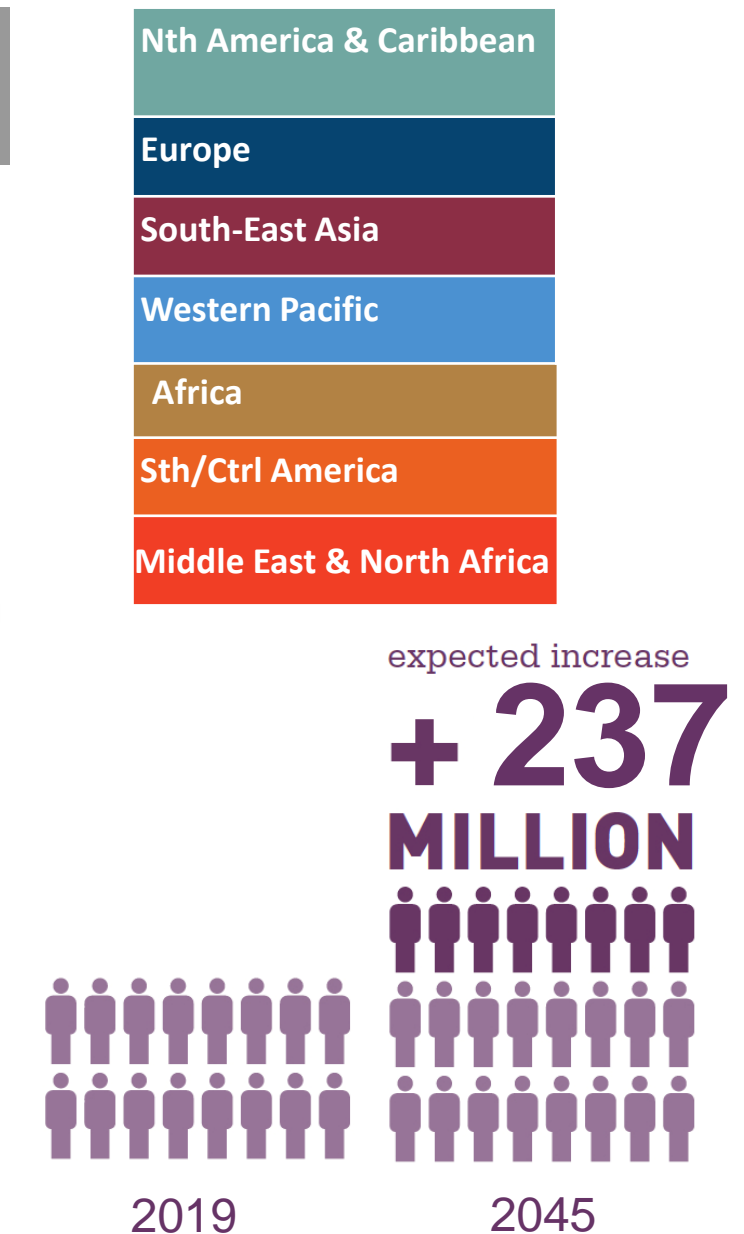 Nth America & Caribbean
Europe
South-East Asia
Western Pacific
Africa
Sth/Ctrl America
Middle East & North Africa
expected increase
+ 237
MILLION
2019
2045